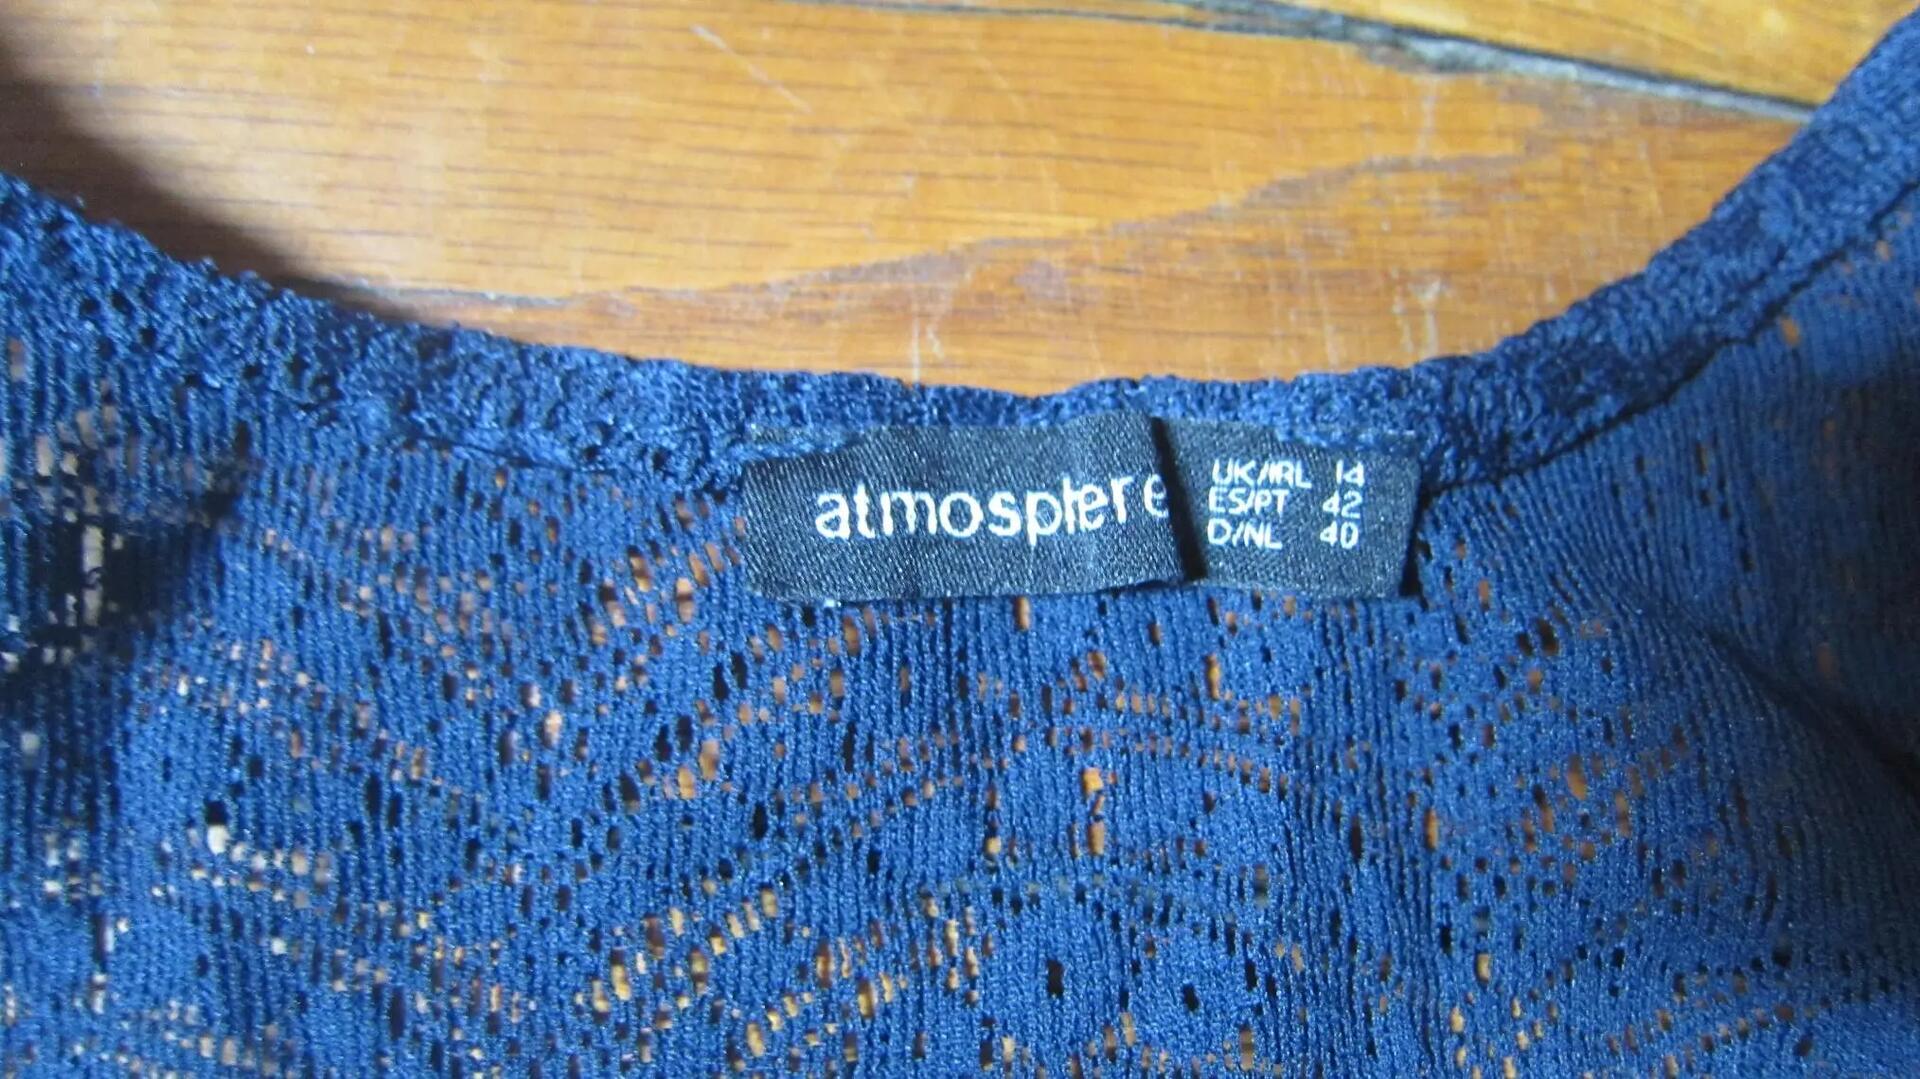 atmosphere
UK/IRL 14
ES/PT 42
D/NL 40